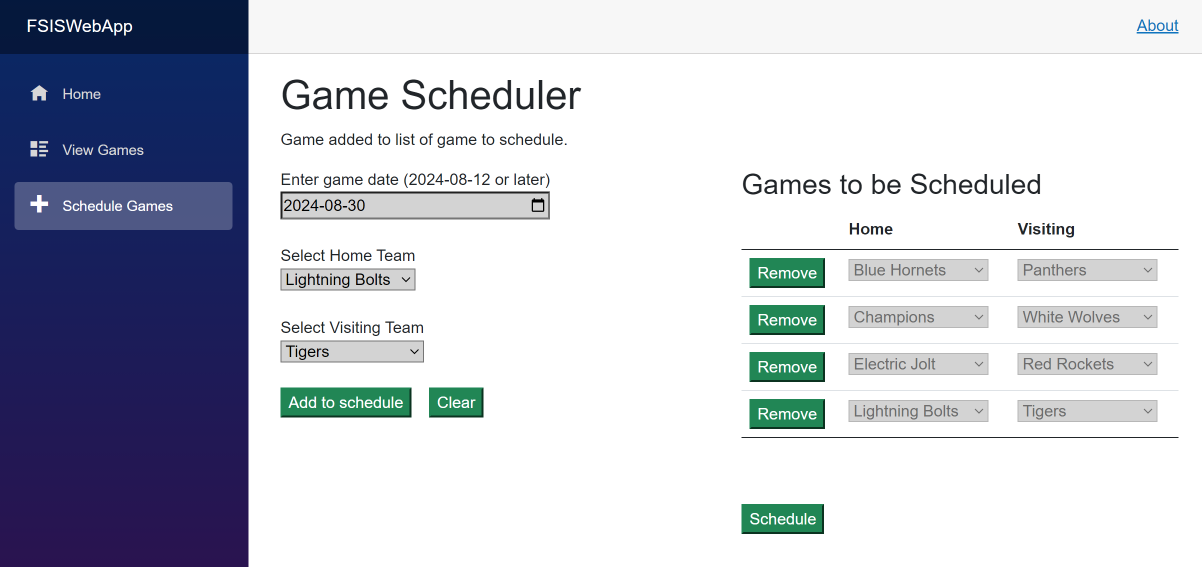 FSISWebApp
About
Home
View Games
Schedule Games
Game Scheduler
Game added to list of game to schedule.
Enter game date (2024-08-12 or later)
2024-08-30
Select Home Team
Lightning Bolts
Select Visiting Team
Tigers
Add to schedule Clear
Games to be Scheduled
Home Visiting
Remove Blue Hornets Panthers
Remove Champions White Wolves
Remove Electric Jolt Red Rockets
Remove Lightning Bolts Tigers
Schedule